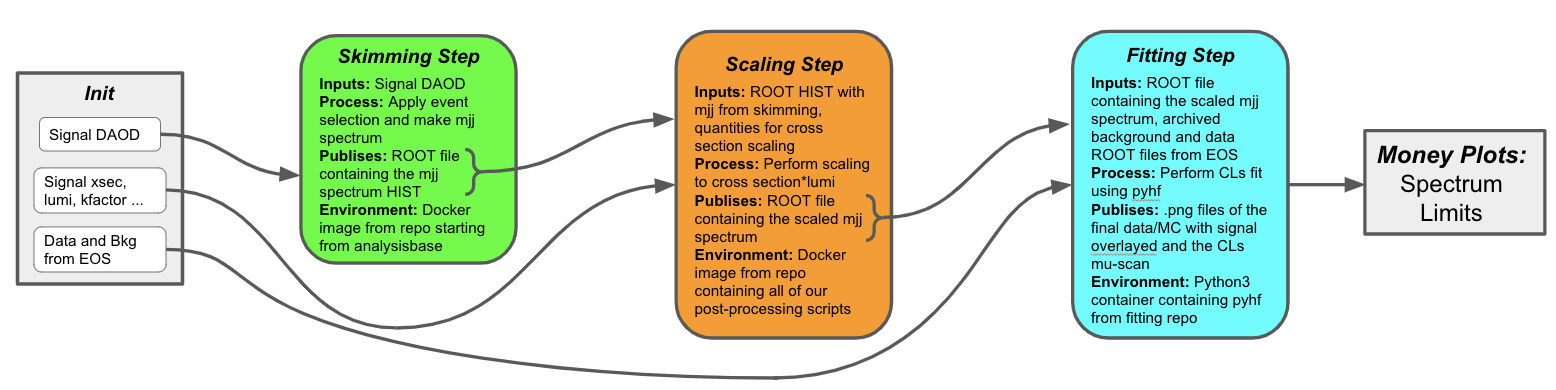 Init
Signal DAOD
Signal xsec,
lumi, kfactor ...
Data and Bkg
from EOS
Skimming Step
Inputs: Signal DAOD
Process: Apply event
selection and make mjj
spectrum
Publises: ROOT file
containing the mjj
spectrum HIST
Environment: Docker
image from repo starting
from analysisbase
Scaling Step
Inputs: ROOT HIST with
mjj from skimming,
quantities for cross
section scaling
Process: Perform scaling
to cross section*lumi
Publises: ROOT file
containing the scaled mjj
spectrum
Environment: Docker
image from repo
containing all of our
post-processing scripts
Fitting Step
Inputs: ROOT file
containing the scaled mjj
spectrum, archived
background and data
ROOT files from EOS
Process: Perform CLs fit
using pyhf
Publises: .png files of the
final data/MC with signal
overlayed and the CLs
mu-scan
Environment: Python3
container containing pyhf
from fitting repo
Money Plots:
Spectrum
Limits